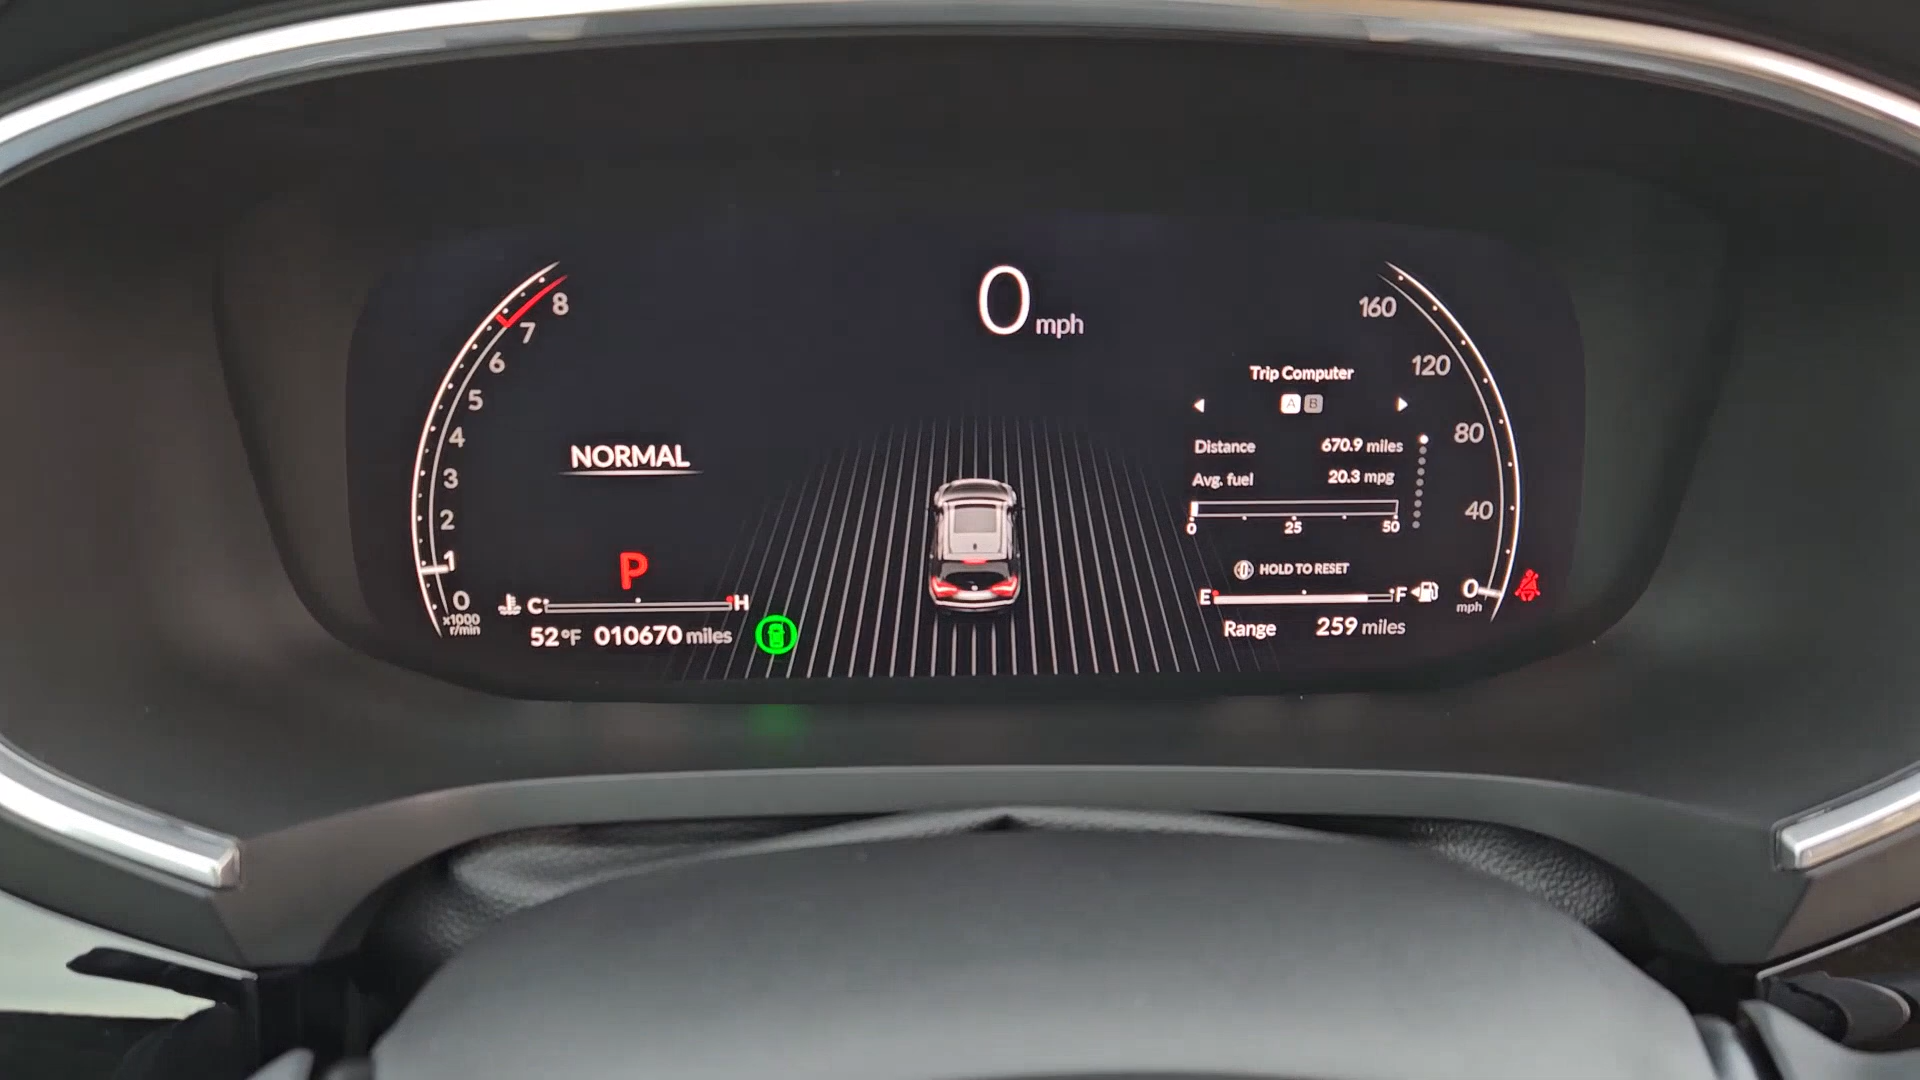 0 mph
8
7
6
5
4
3
2
1
0
x1000
r/min
NORMAL
P
C H
52°F 010670 miles
Trip Computer
A B
Distance 670.9 miles
Avg. fuel 20.3 mpg
0 25 50
HOLD TO RESET
E F
Range 259 miles
160
120
80
40
0
mph